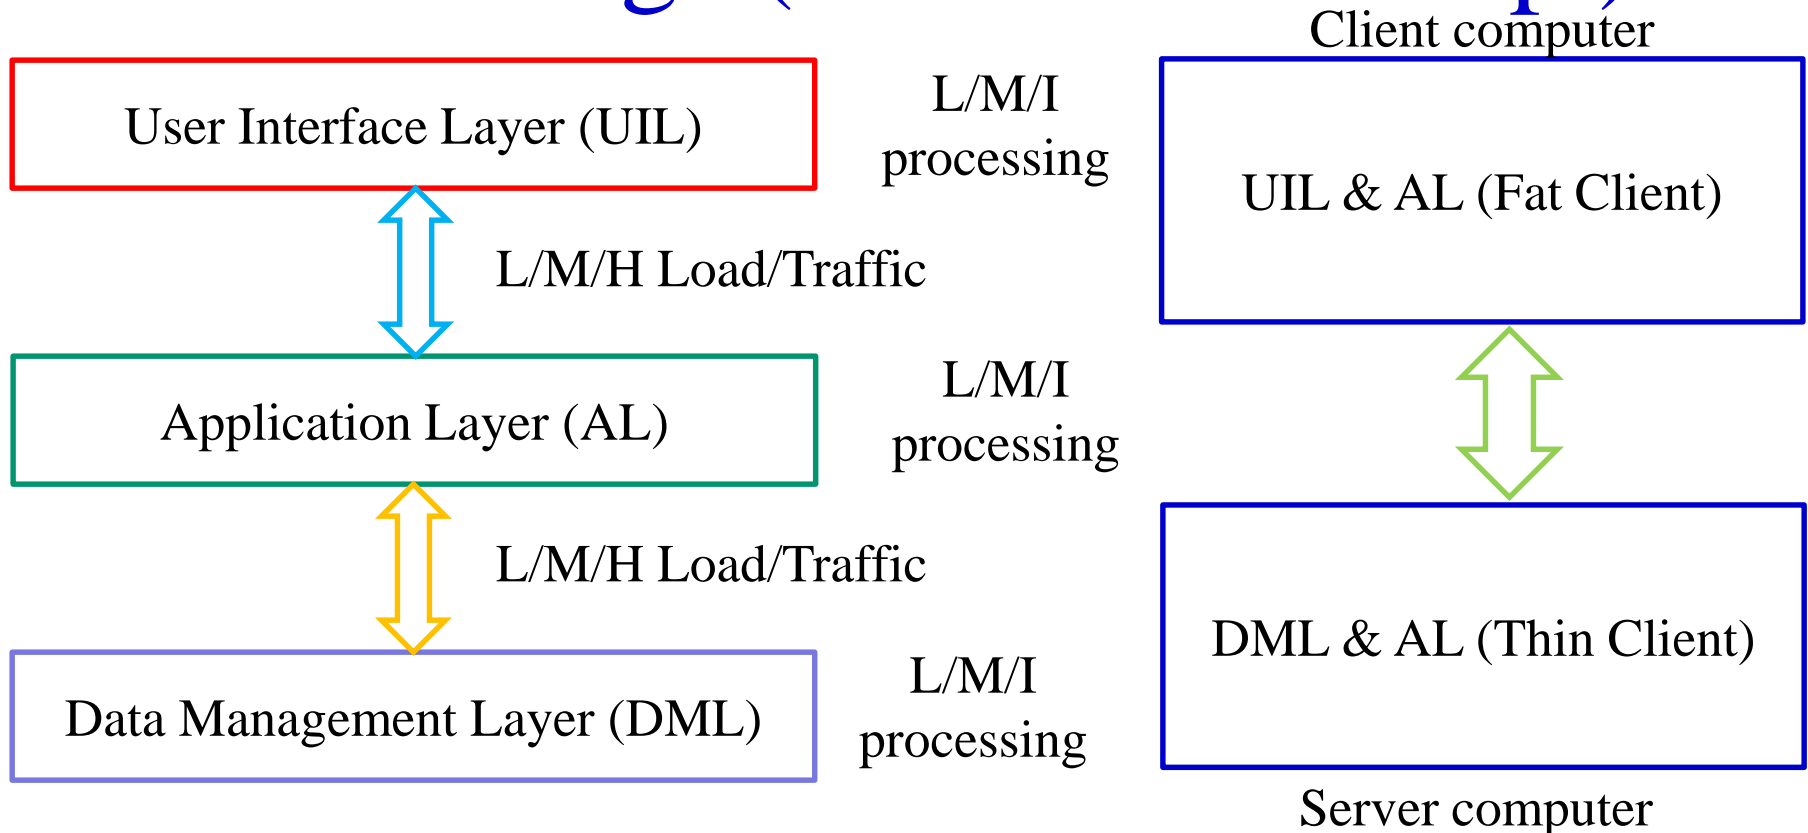 Client computer
User Interface Layer (UIL)
L/M/I
processing
UIL & AL (Fat Client)
L/M/H Load/Traffic
Application Layer (AL)
L/M/I
processing
L/M/H Load/Traffic
DML & AL (Thin Client)
Data Management Layer (DML)
L/M/I
processing
Server computer